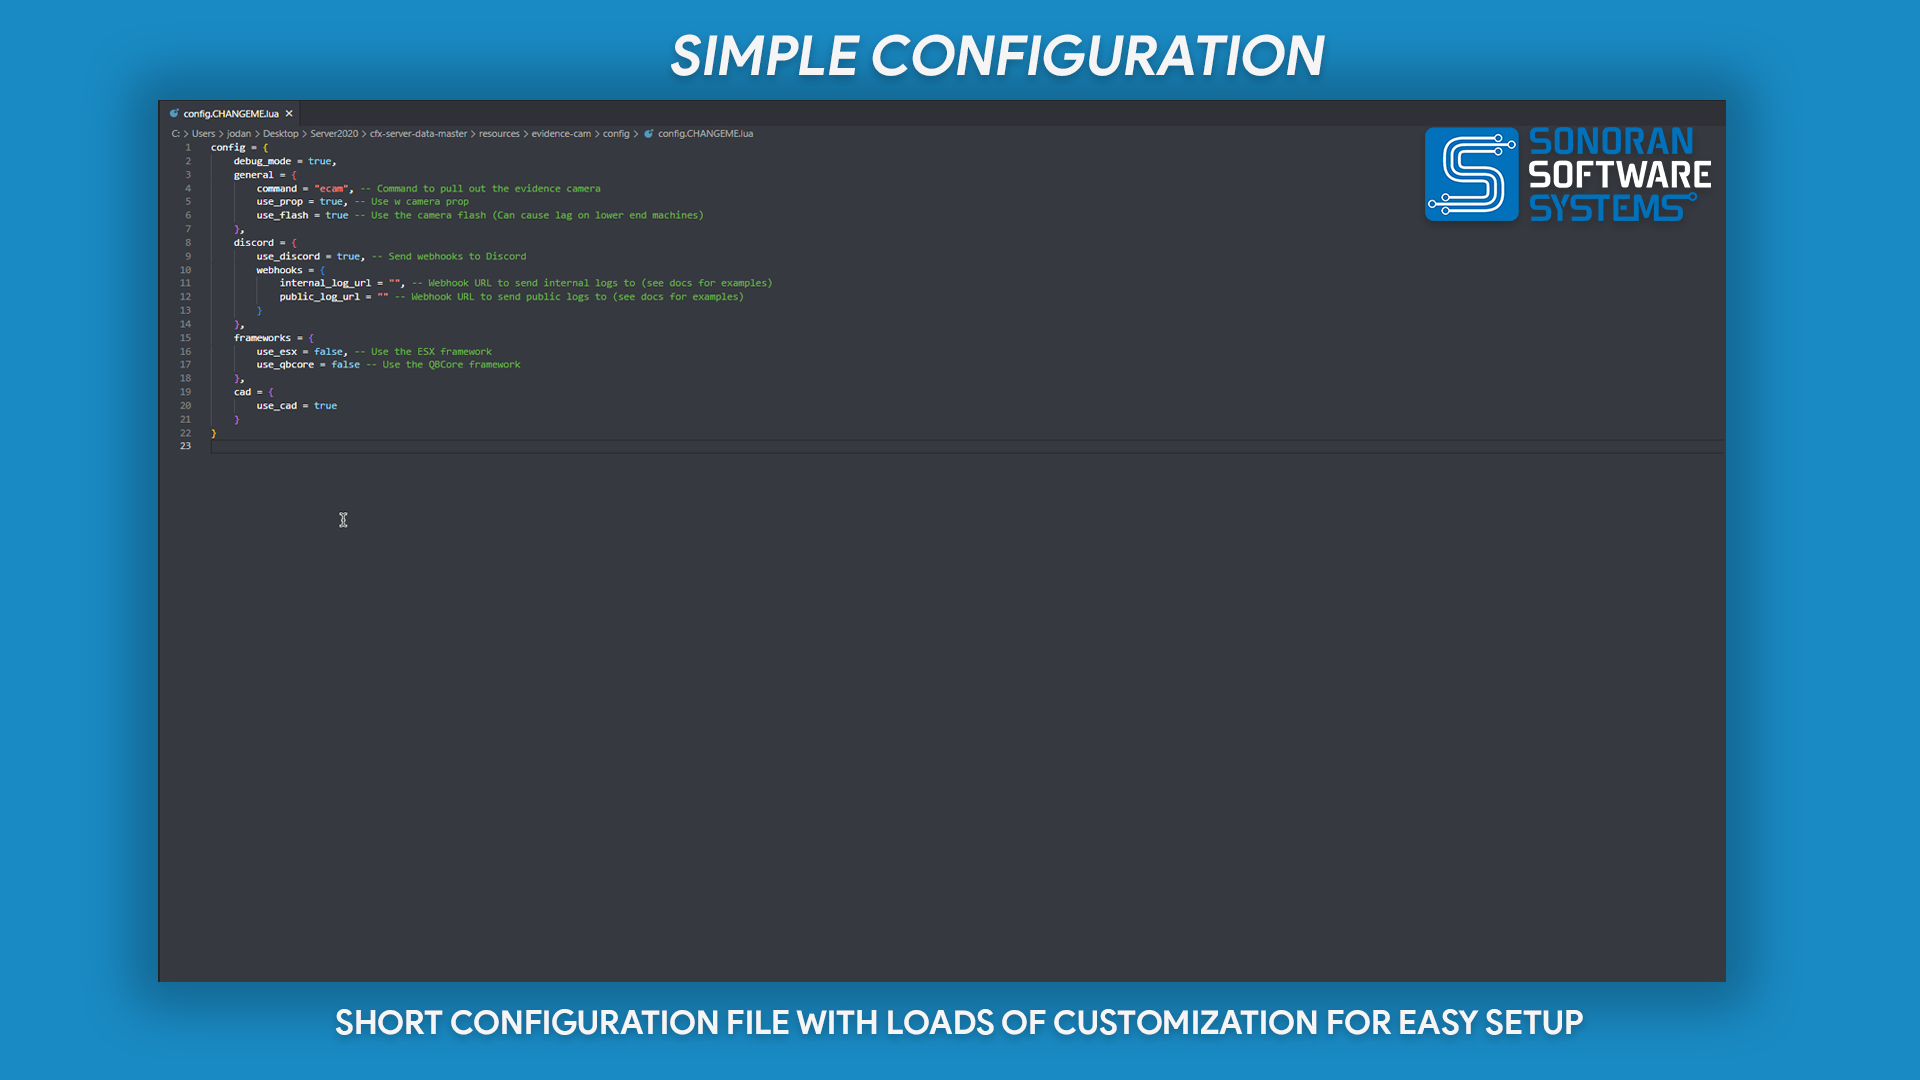 SIMPLE CONFIGURATION
config.CHANGEME.lua ×
C: > Users > jodan > Desktop > Server2020 > cfx-server-data-master > resources > evidence-cam > config > config.CHANGEME.lua
SONORAN
SOFTWARE
SYSTEMS
1 config = {
2 debug_mode = true,
3 general = {
4 command = "ecam", -- Command to pull out the evidence camera
5 use_prop = true, -- Use w camera prop
6 use_flash = true -- Use the camera flash (Can cause lag on lower end machines)
7 },
8 discord = {
9 use_discord = true, -- Send webhooks to Discord
10 webhooks = {
11 internal_log_url = "", -- Webhook URL to send internal logs to (see docs for examples)
12 public_log_url = "" -- Webhook URL to send public logs to (see docs for examples)
13 }
14 },
15 frameworks = {
16 use_esx = false, -- Use the ESX framework
17 use_qbcore = false -- Use the QBCore framework
18 },
19 cad = {
20 use_cad = true
21 }
22 }
23
SHORT CONFIGURATION FILE WITH LOADS OF CUSTOMIZATION FOR EASY SETUP